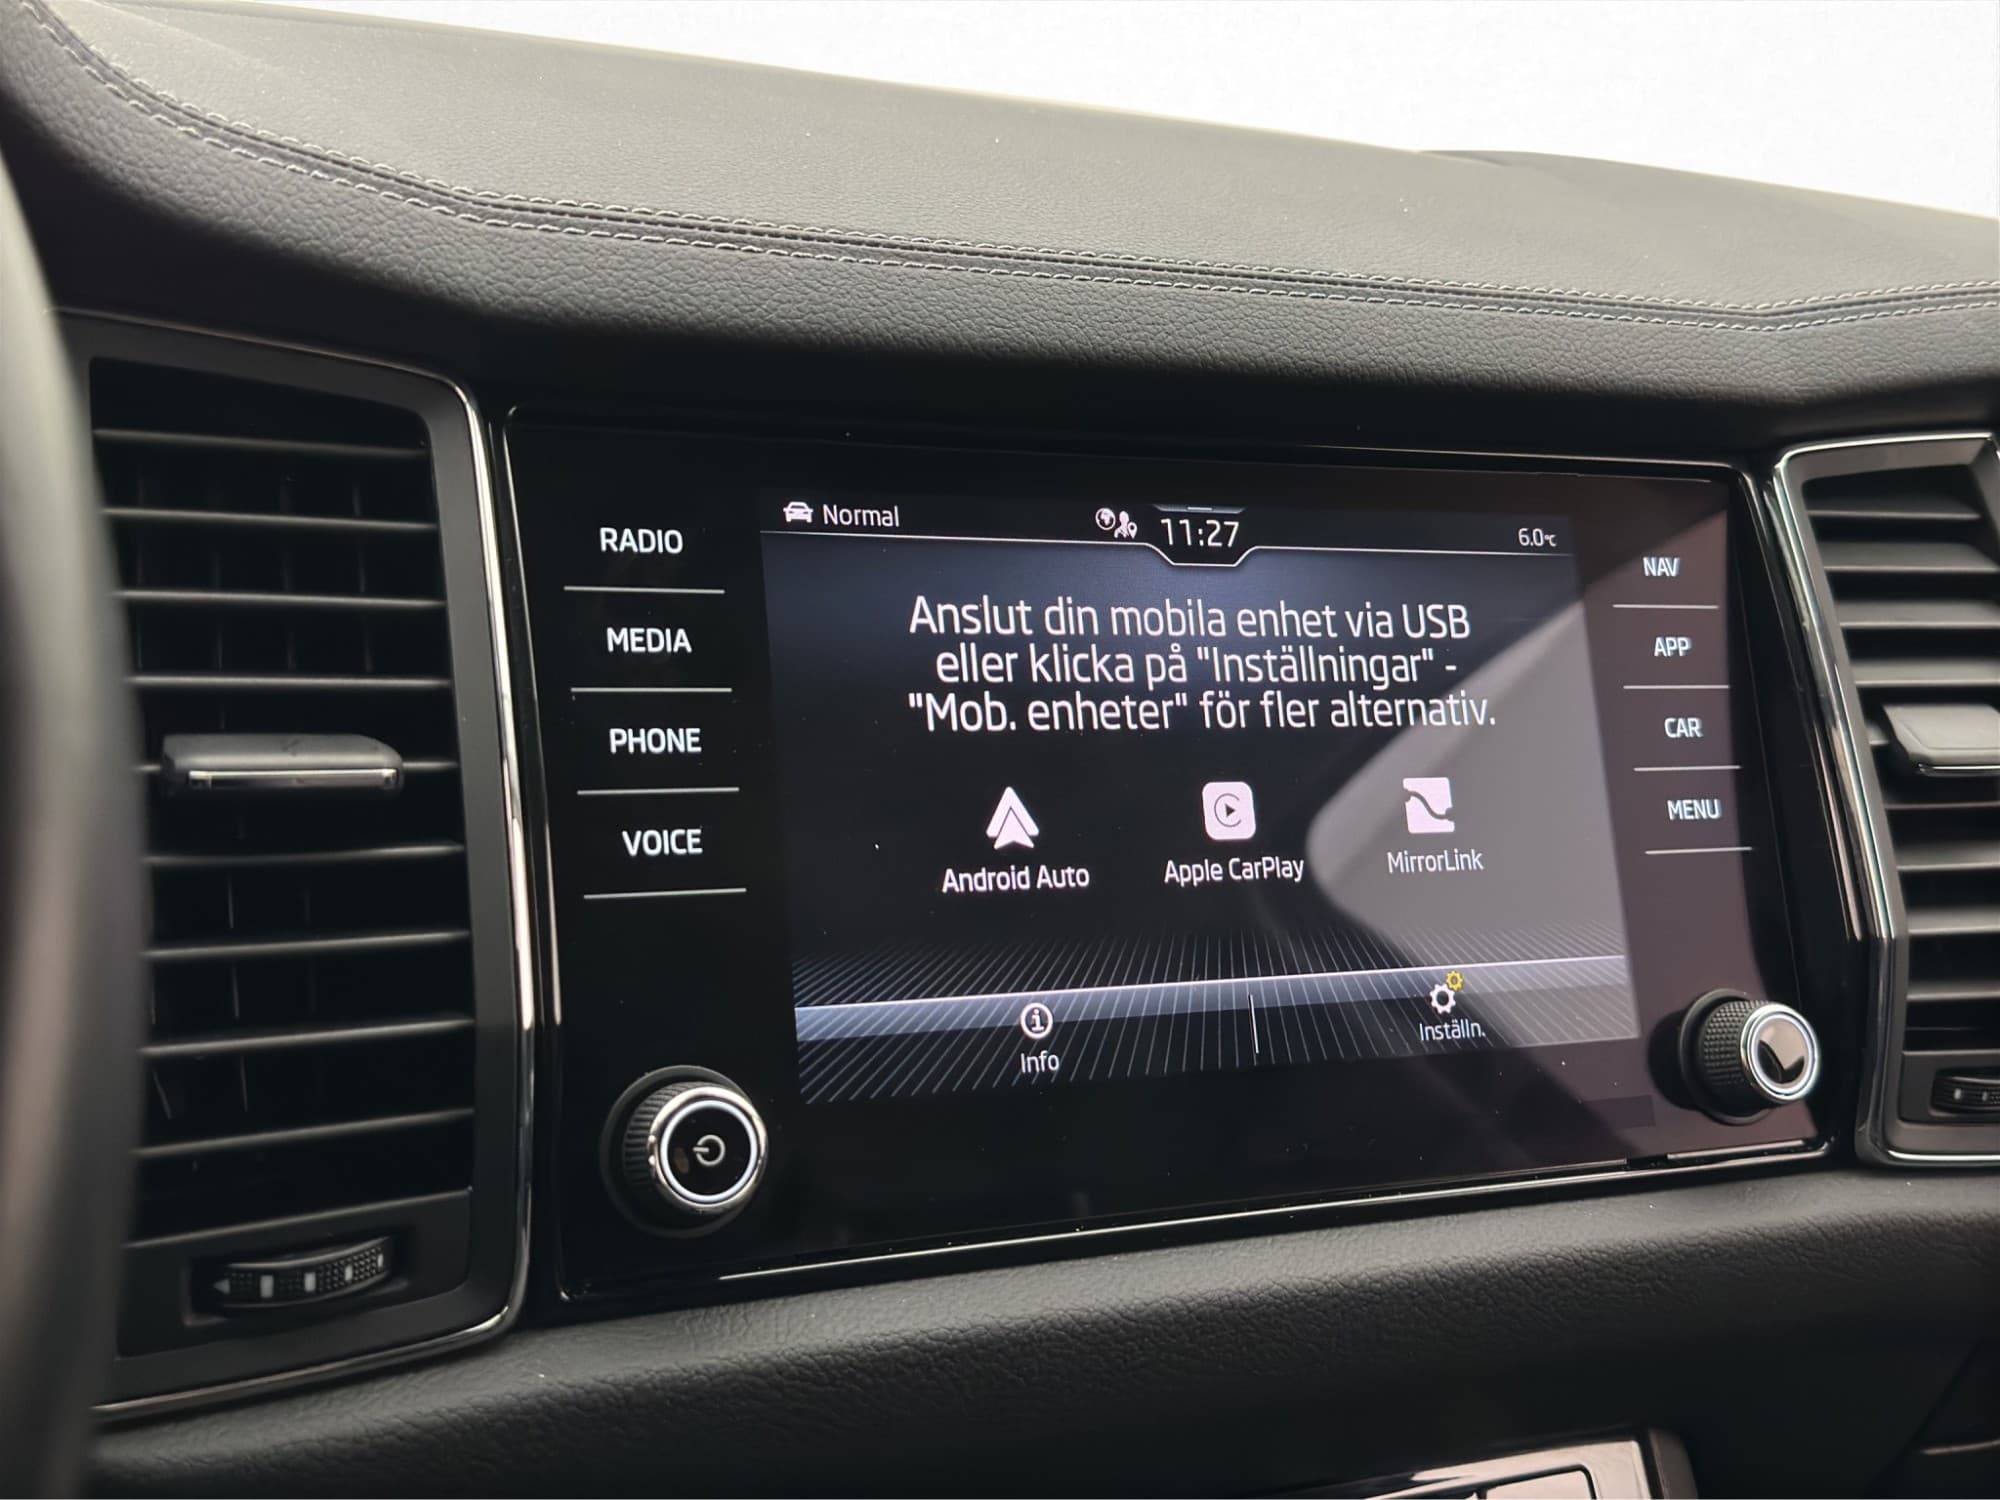 Normal
11:27
6.0°C
RADIO
MEDIA
PHONE
VOICE
Anslut din mobila enhet via USB
eller klicka på "Inställningar" -
"Mob. enheter" för fler alternativ.
Android Auto
Apple CarPlay
MirrorLink
Info
Inställn.
NAV
APP
CAR
MENU